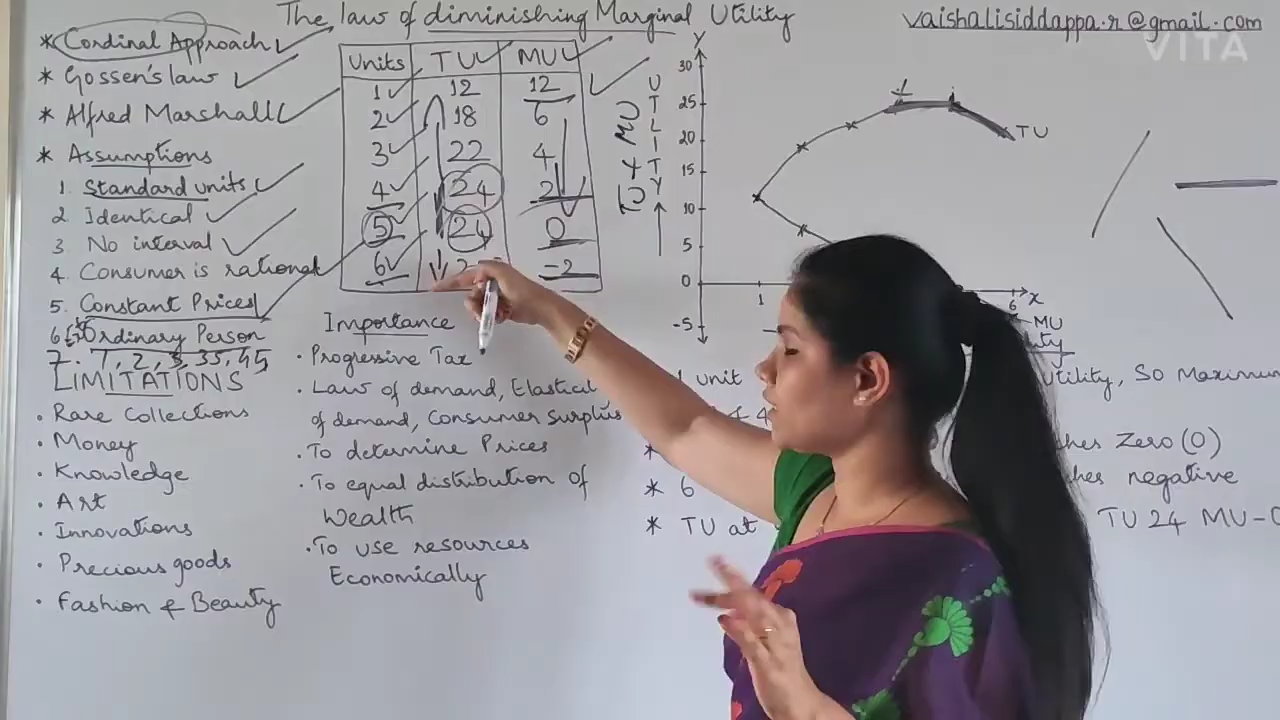 The law of diminishing Marginal Utility
vaishalisiddappa.r@gmail.com
VITA
* Cordinal Approach
* Gossen's law
* Alfred Marshall
* Assumptions
1. Standard units
2 Identical
3 No interval
4. Consumer is rational
5. Constant Prices
6 Ordinary Person
7. 1, 2, 3, 35, 45
LIMITATIONS
· Rare Collections
· Money
· Knowledge
· Art
· Innovations
· Precious goods
· Fashion & Beauty
Units TU MU
1 12 12
2 18 6
3 22 4
4 24 2
5 24 0
6 2 -2
Importance
· Progressive Tax
· Law of demand,
of demand, Consumer Surplus
· To determine Prices
· To equal distribution of
Wealth
· To use resources
Economically
Y
UTILITY
TU & MU
30
25
20
15
10
5
0
-5
TU
1
6
X
MU
unit
Utility, So Maximum
& 4
Zero (0)
*
* 6
negative
* TU at
TU 24 MU-0